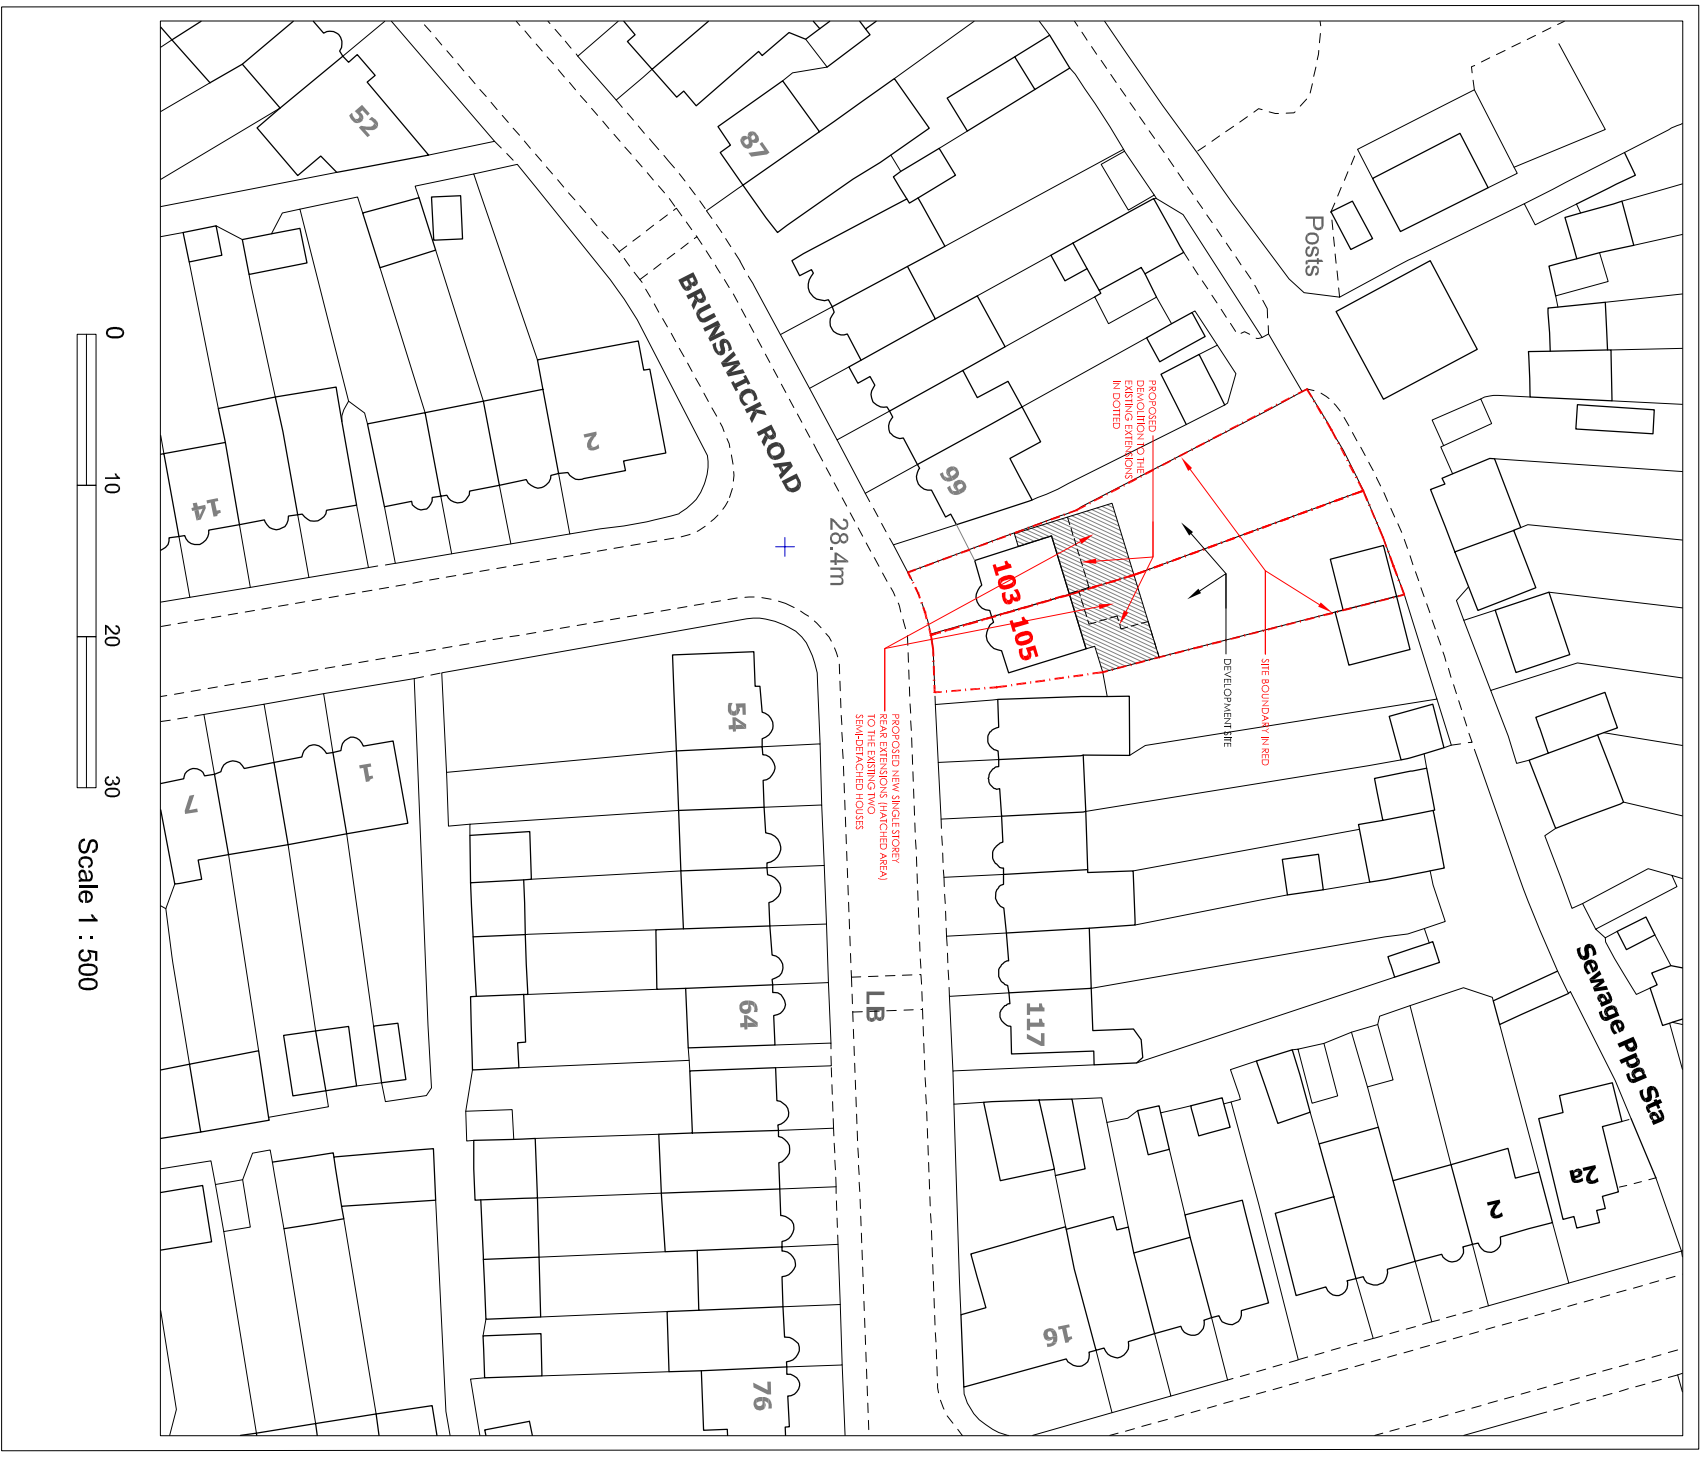 52
87
Posts
BRUNSWICK ROAD
2
14
99
28.4m
PROPOSED
DEMOLITION TO THE
EXISTING EXTENSIONS
IN DOTTED
103
105
DEVELOPMENT SITE
SITE BOUNDARY IN RED
PROPOSED NEW SINGLE STOREY
REAR EXTENSIONS (HATCHED AREA)
TO THE EXISTING TWO
SEMI-DETACHED HOUSES
54
1
7
64
LB
117
Sewage Ppg Sta
2a
2
16
76
0
10
20
30
Scale 1 : 500